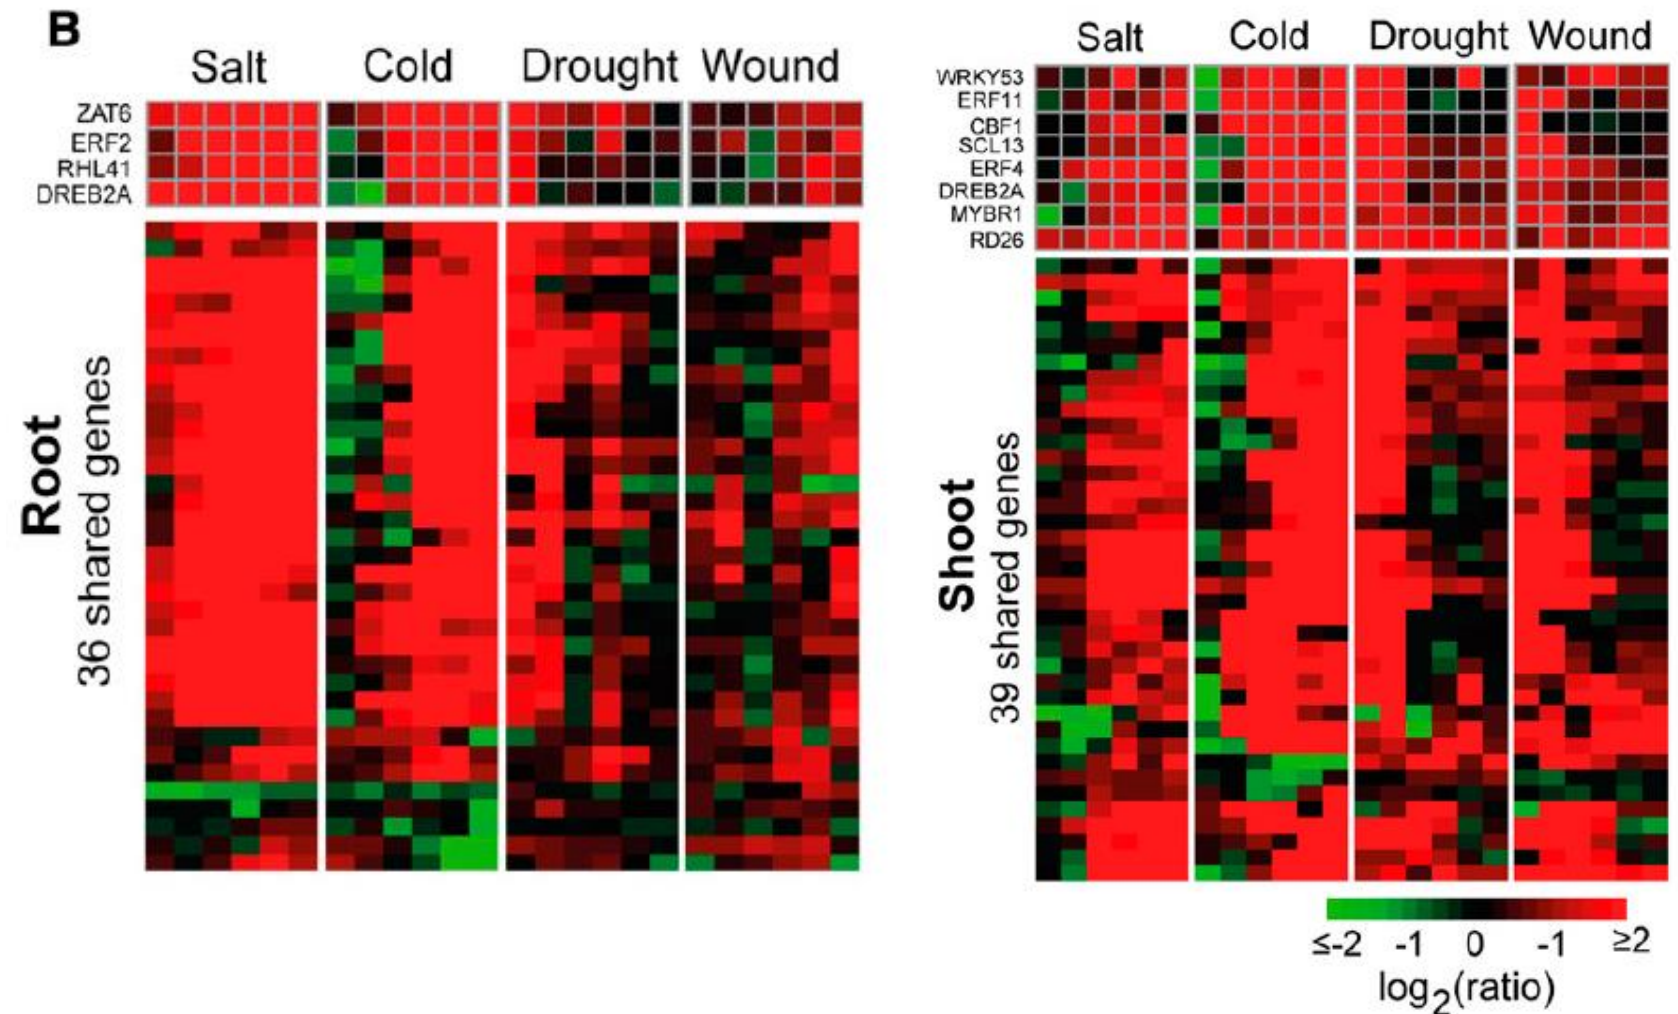 B
Salt Cold Drought Wound
ZAT6
ERF2
RHL41
DREB2A
Root
36 shared genes
Salt Cold Drought Wound
WRKY53
ERF11
CBF1
SCL13
ERF4
DREB2A
MYBR1
RD26
Shoot
39 shared genes
≤-2 -1 0 -1 ≥2
log2(ratio)